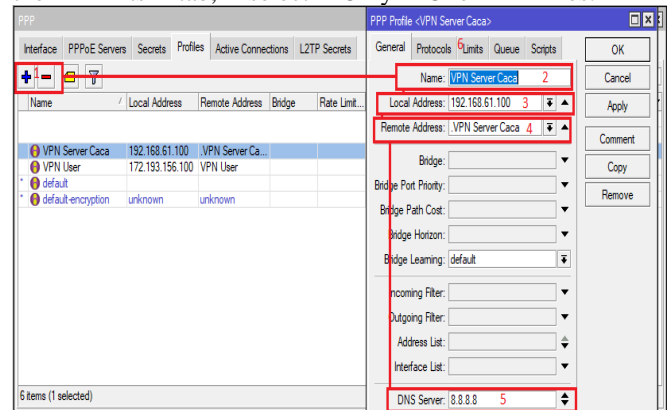 PPP
Interface PPPoE Servers Secrets Profiles Active Connections L2TP Secrets
1
Name / Local Address Remote Address Bridge Rate Limit...
VPN Server Caca 192.168.61.100 .VPN Server Ca...
VPN User 172.193.156.100 VPN User
* default
* default-encryption unknown unknown
6 items (1 selected)
PPP Profile <VPN Server Caca>
General Protocols 6 Limits Queue Scripts
Name: VPN Server Caca 2
Local Address: 192.168.61.100 3
Remote Address: .VPN Server Caca 4
Bridge:
Bridge Port Priority:
Bridge Path Cost:
Bridge Horizon:
Bridge Learning: default
Incoming Filter:
Outgoing Filter:
Address List:
Interface List:
DNS Server: 8.8.8.8 5
OK
Cancel
Apply
Comment
Copy
Remove